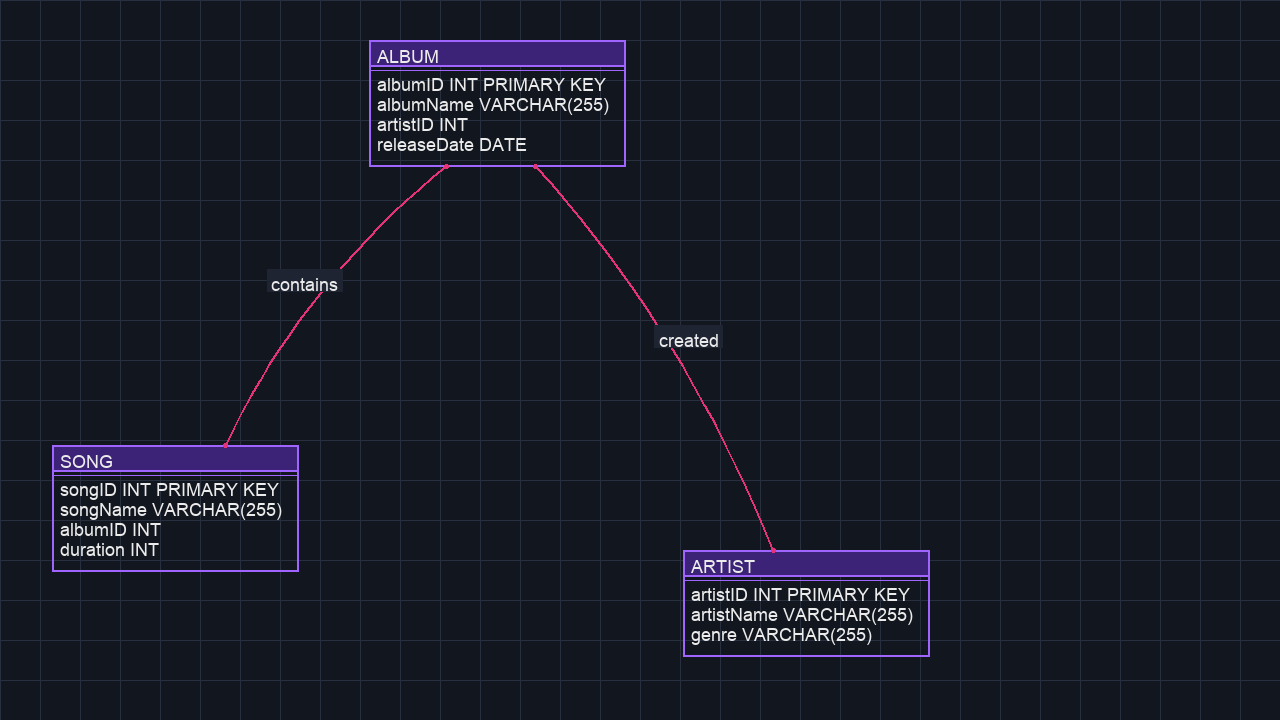 ALBUM
albumID INT PRIMARY KEY
albumName VARCHAR(255)
artistID INT
releaseDate DATE
contains
created
SONG
songID INT PRIMARY KEY
songName VARCHAR(255)
albumID INT
duration INT
ARTIST
artistID INT PRIMARY KEY
artistName VARCHAR(255)
genre VARCHAR(255)